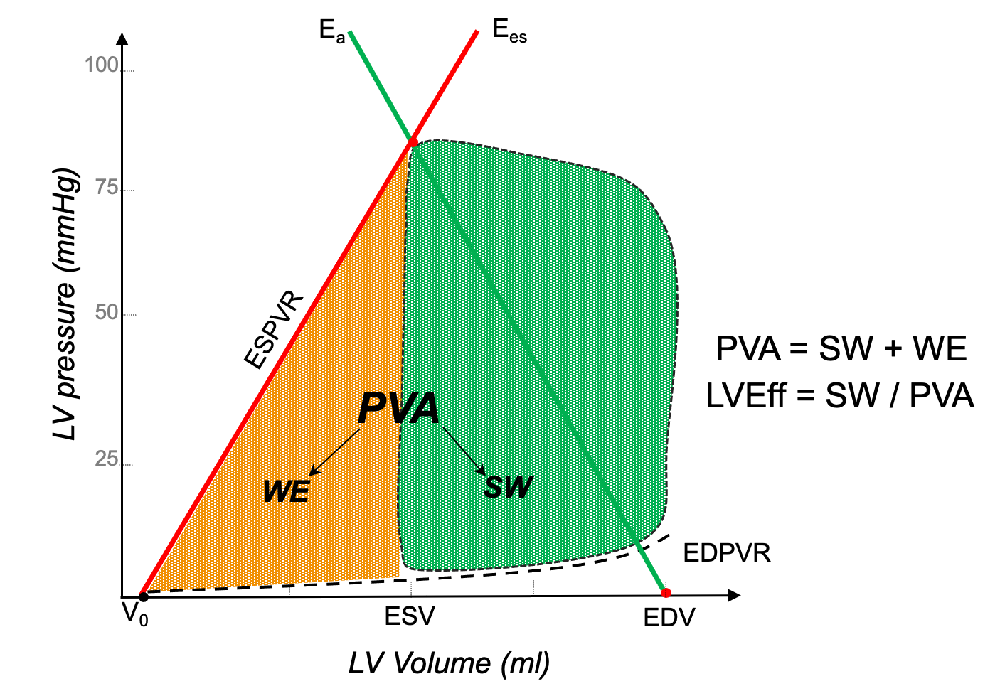 Ea
Ees
100
75
50
25
LV pressure (mmHg)
ESPVR
PVA
WE
SW
PVA = SW + WE
LVEff = SW / PVA
EDPVR
V0
ESV
EDV
LV Volume (ml)